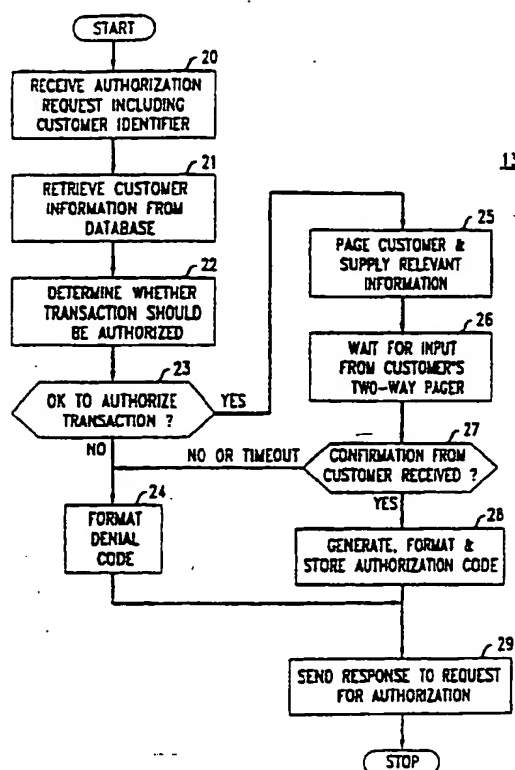 START
20
RECEIVE AUTHORIZATION
REQUEST INCLUDING
CUSTOMER IDENTIFIER
21
RETRIEVE CUSTOMER
INFORMATION FROM
DATABASE
22
DETERMINE WHETHER
TRANSACTION SHOULD
BE AUTHORIZED
23
OK TO AUTHORIZE
TRANSACTION ?
YES
NO
24
FORMAT
DENIAL
CODE
13
25
PAGE CUSTOMER &
SUPPLY RELEVANT
INFORMATION
26
WAIT FOR INPUT
FROM CUSTOMER'S
TWO-WAY PAGER
27
CONFIRMATION FROM
CUSTOMER RECEIVED ?
NO OR TIMEOUT
YES
28
GENERATE, FORMAT &
STORE AUTHORIZATION CODE
29
SEND RESPONSE TO REQUEST
FOR AUTHORIZATION
STOP